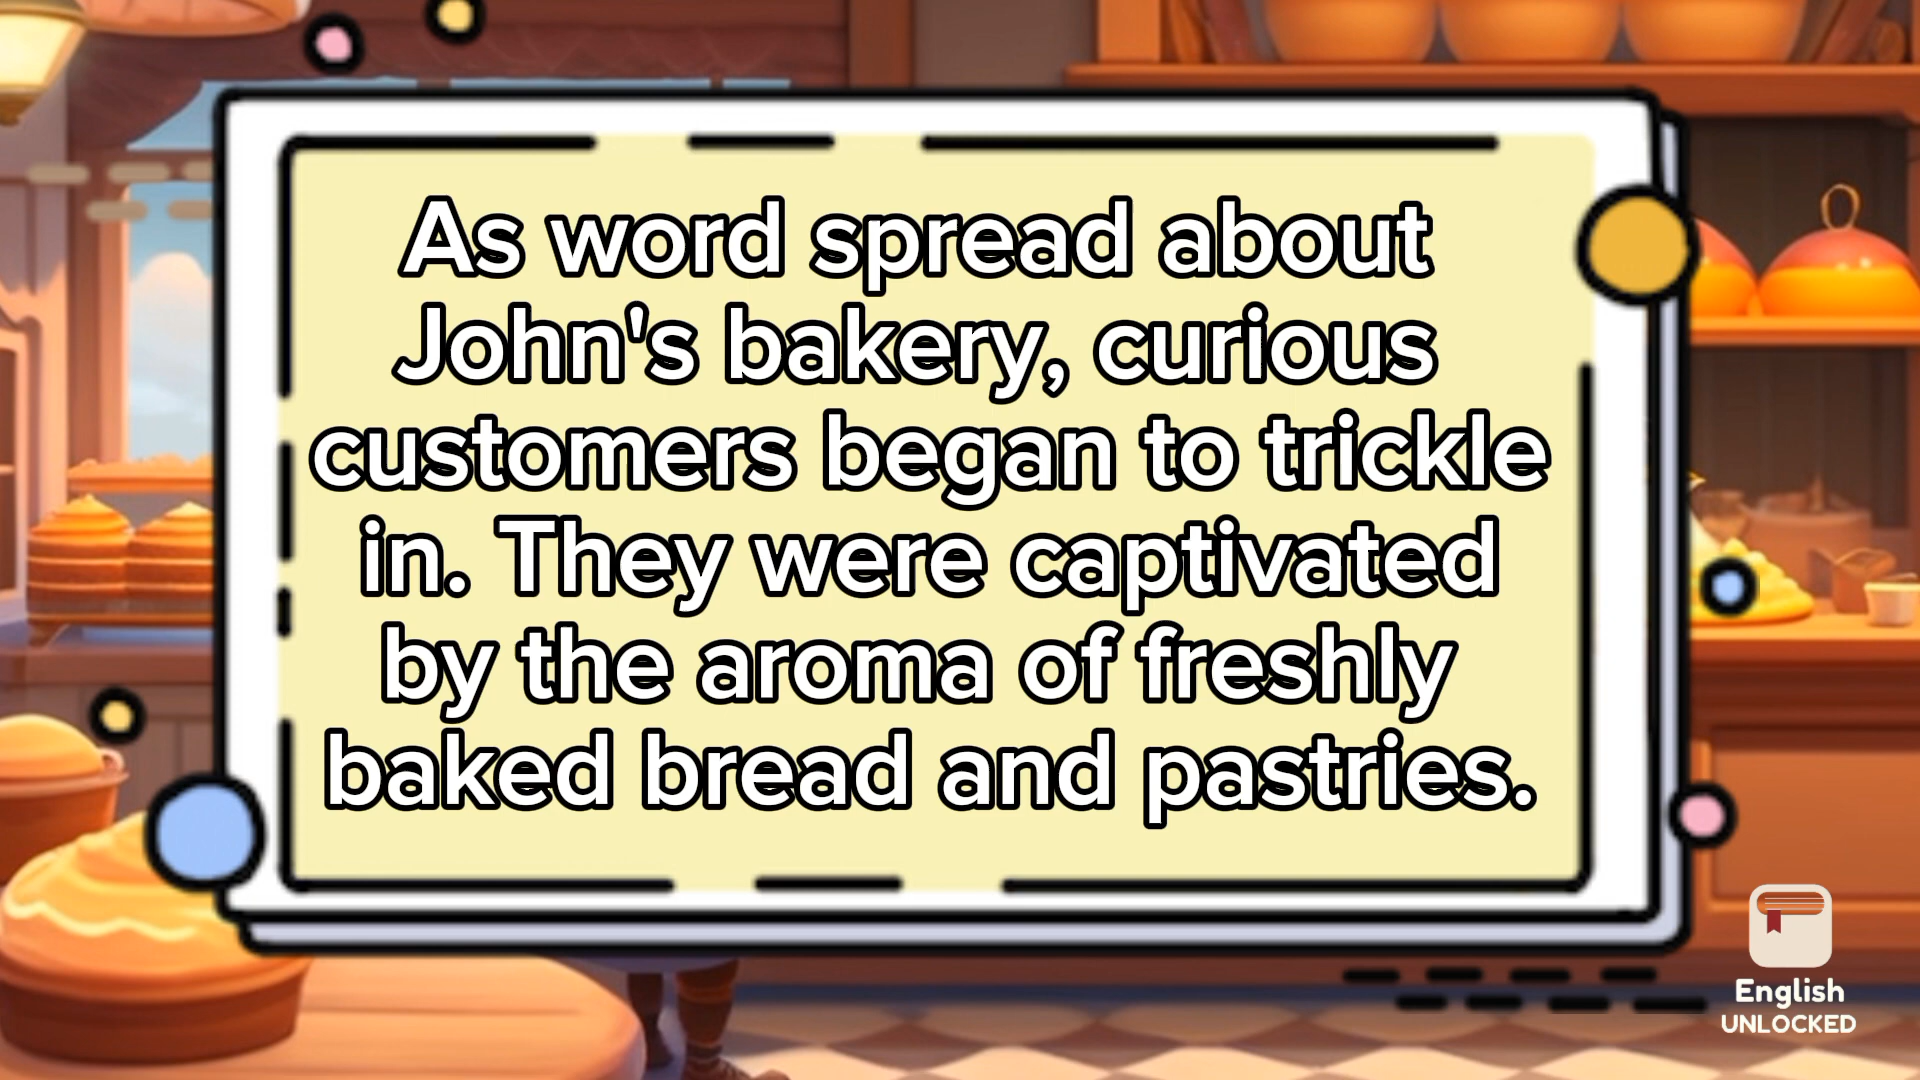 As word spread about
John's bakery, curious
customers began to trickle
in. They were captivated
by the aroma of freshly
baked bread and pastries.
English
UNLOCKED